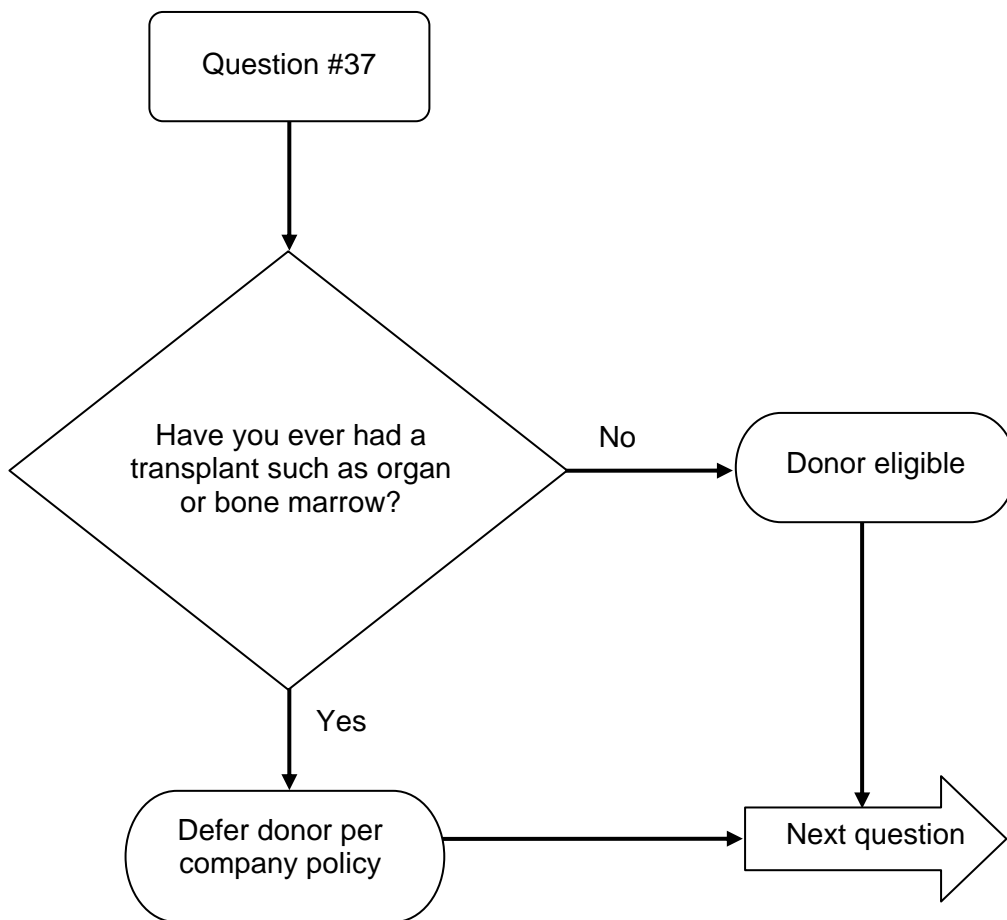 Question #37
Have you ever had a
transplant such as organ
or bone marrow?
No
Donor eligible
Yes
Defer donor per
company policy
Next question